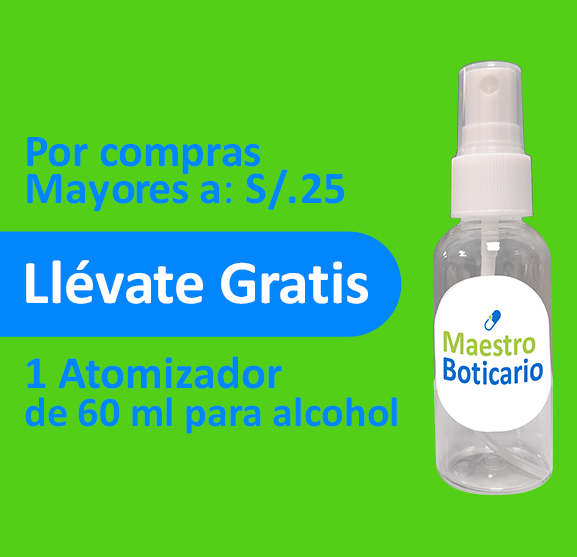 Por compras
Mayores a: S/.25
Llévate Gratis
1 Atomizador
de 60 ml para alcohol
Maestro
Boticario